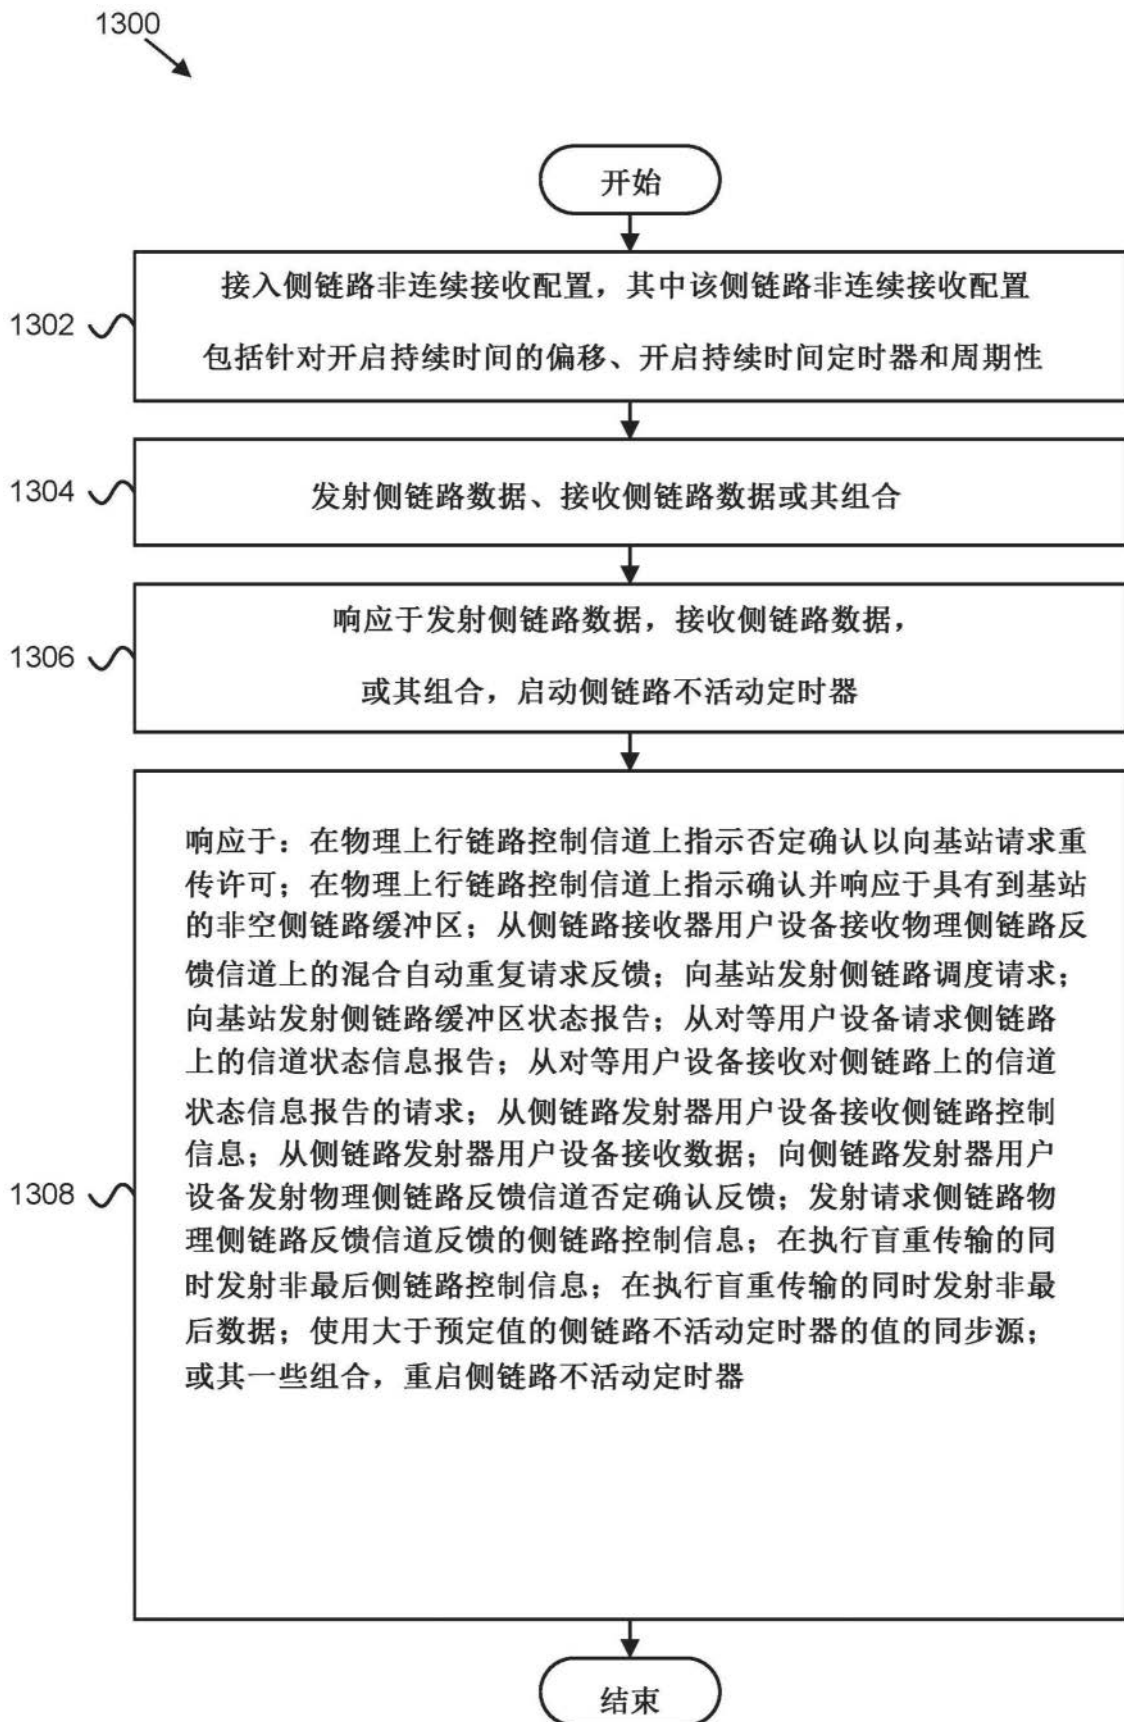 1300
开始
1302
接入侧链路非连续接收配置，其中该侧链路非连续接收配置
包括针对开启持续时间的偏移、开启持续时间定时器和周期性
1304
发射侧链路数据、接收侧链路数据或其组合
1306
响应于发射侧链路数据，接收侧链路数据，
或其组合，启动侧链路不活动定时器
1308
响应于：在物理上行链路控制信道上指示否定确认以向基站请求重
传许可；在物理上行链路控制信道上指示确认并响应于具有到基站
的非空侧链路缓冲区；从侧链路接收器用户设备接收物理侧链路反
馈信道上的混合自动重复请求反馈；向基站发射侧链路调度请求；
向基站发射侧链路缓冲区状态报告；从对等用户设备请求侧链路
上的信道状态信息报告；从对等用户设备接收对侧链路上的信道
状态信息报告的请求；从侧链路发射器用户设备接收侧链路控制
信息；从侧链路发射器用户设备接收数据；向侧链路发射器用户
设备发射物理侧链路反馈信道否定确认反馈；发射请求侧链路物
理侧链路反馈信道反馈的侧链路控制信息；在执行盲重传输的同
时发射非最后侧链路控制信息；在执行盲重传输的同时发射非最
后数据；使用大于预定值的侧链路不活动定时器的值的同步源；
或其一些组合，重启侧链路不活动定时器
结束